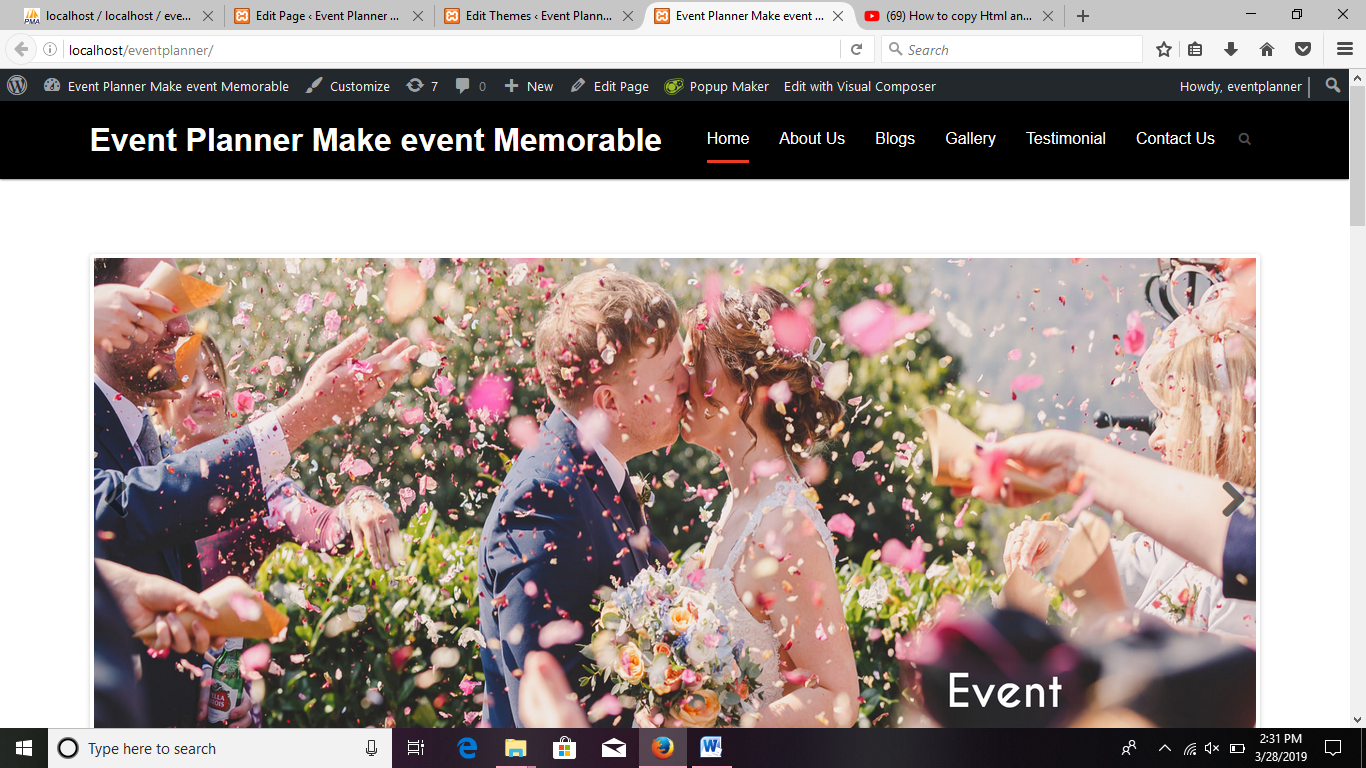 localhost / localhost / eve...
Edit Page ‹ Event Planner ...
Edit Themes ‹ Event Plann...
Event Planner Make event ...
(69) How to copy Html an...
localhost/eventplanner/
Search
Event Planner Make event Memorable
Customize
7
0
New
Edit Page
Popup Maker
Edit with Visual Composer
Howdy, eventplanner
Event Planner Make event Memorable
Home
About Us
Blogs
Gallery
Testimonial
Contact Us
Event
Type here to search
2:31 PM
3/28/2019